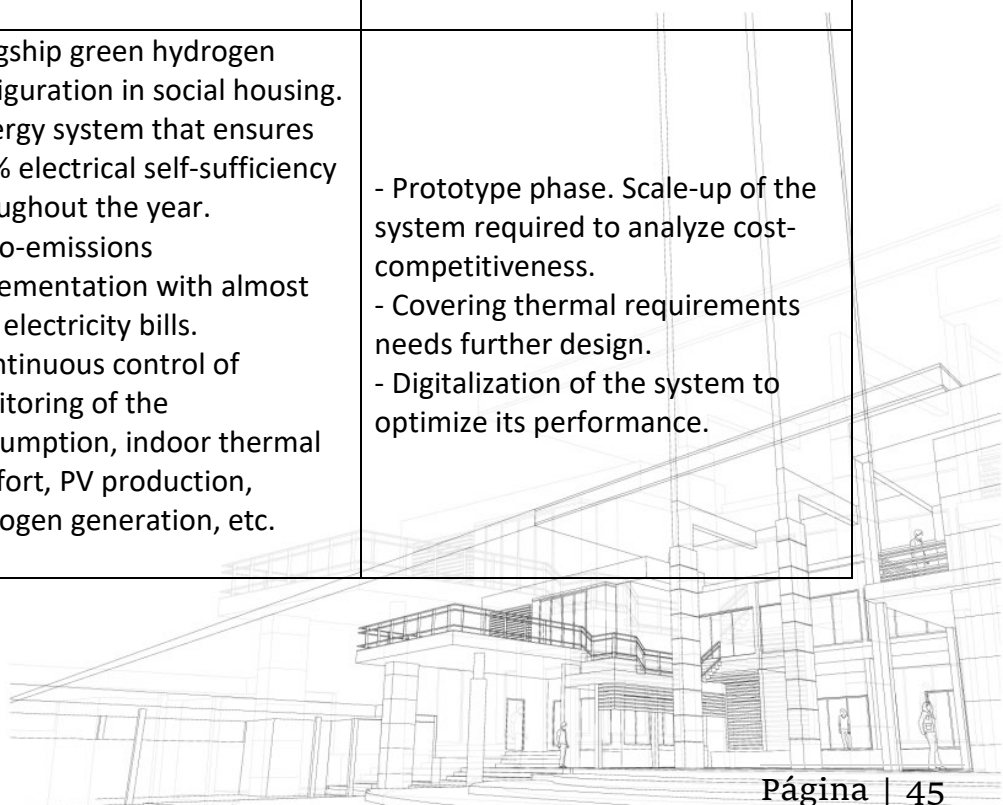 gship green hydrogen
iguration in social housing.
ergy system that ensures
% electrical self-sufficiency
ughout the year.
o-emissions
ementation with almost
electricity bills.
ntinuous control of
itoring of the
umption, indoor thermal
fort, PV production,
ogen generation, etc.
- Prototype phase. Scale-up of the
system required to analyze cost-
competitiveness.
- Covering thermal requirements
needs further design.
- Digitalization of the system to
optimize its performance.
Página | 45